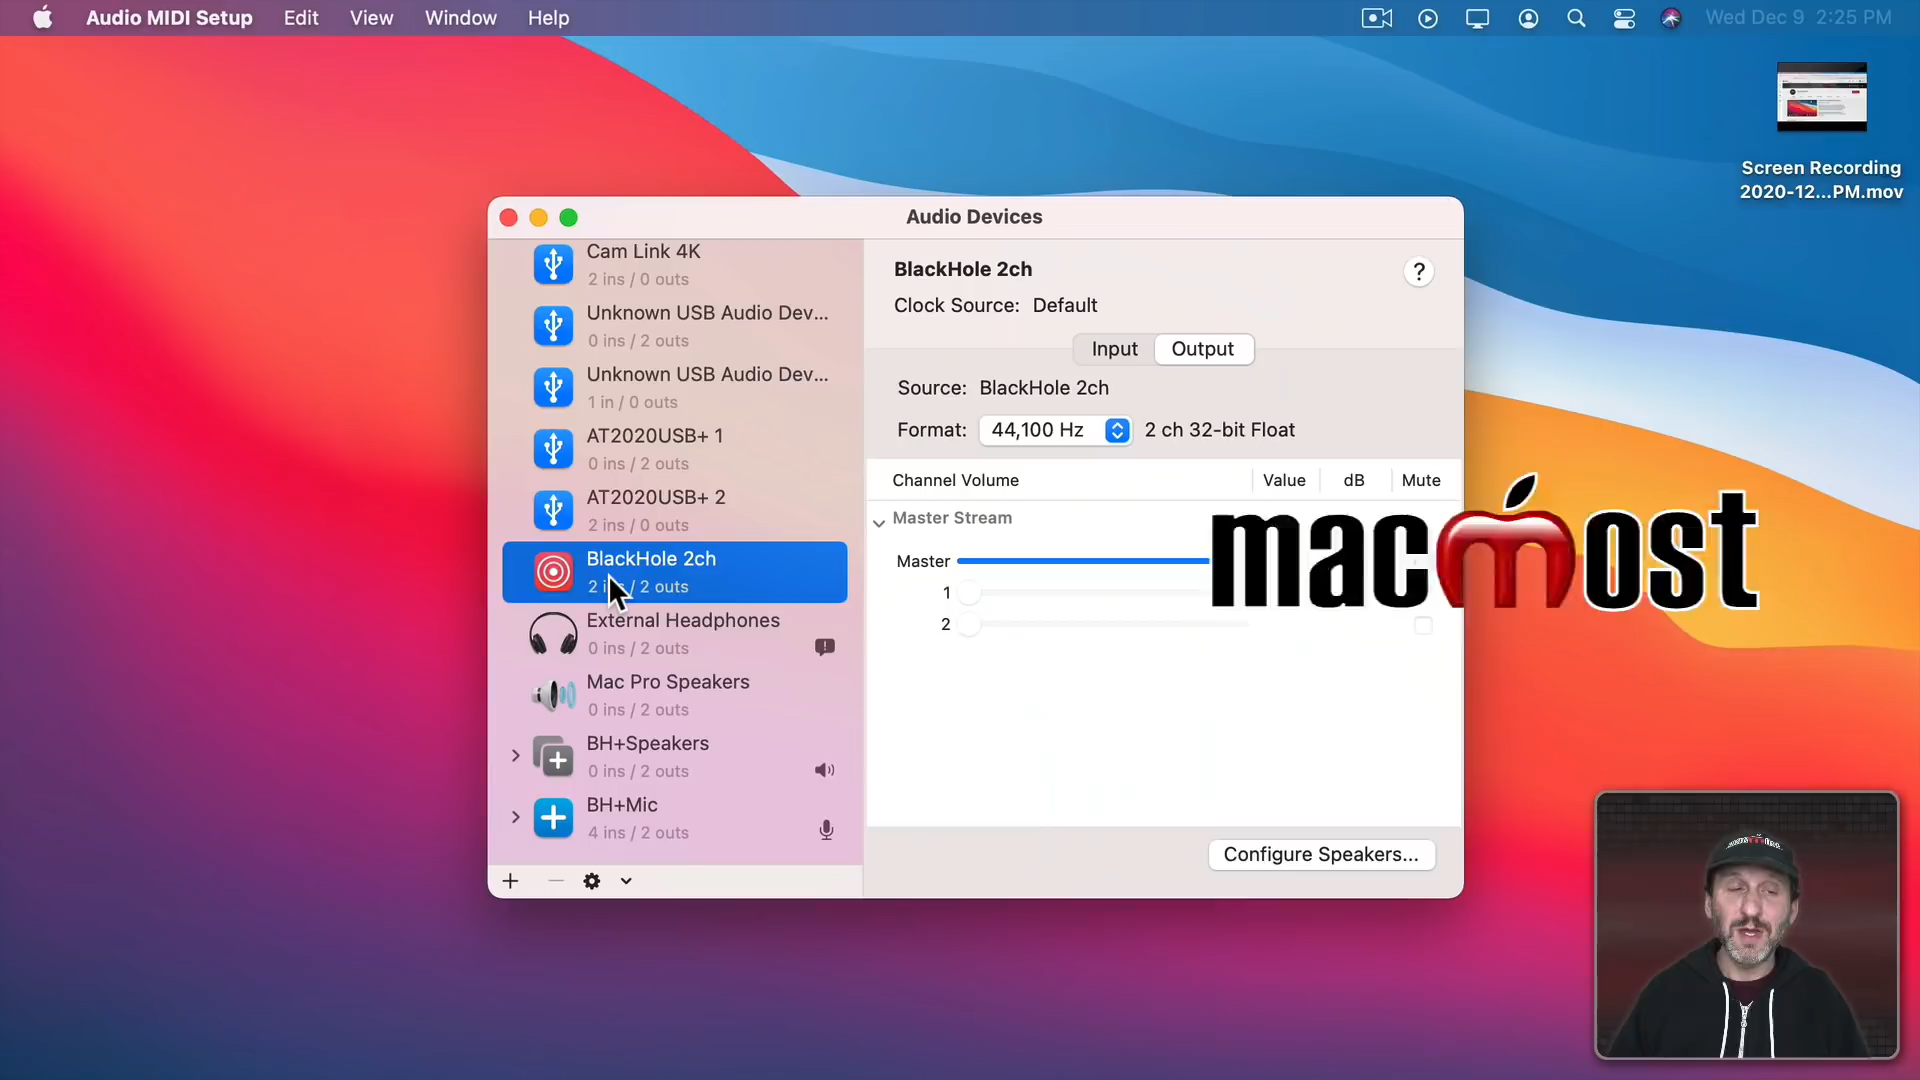 Audio MIDI Setup Edit View Window Help
Wed Dec 9 2:25 PM
Screen Recording
2020-12...PM.mov
Audio Devices
Cam Link 4K
2 ins / 0 outs
Unknown USB Audio Dev...
0 ins / 2 outs
Unknown USB Audio Dev...
1 in / 0 outs
AT2020USB+ 1
0 ins / 2 outs
AT2020USB+ 2
2 ins / 0 outs
BlackHole 2ch
2 ins / 2 outs
External Headphones
0 ins / 2 outs
Mac Pro Speakers
0 ins / 2 outs
BH+Speakers
0 ins / 2 outs
BH+Mic
4 ins / 2 outs
BlackHole 2ch
?
Clock Source: Default
Input Output
Source: BlackHole 2ch
Format: 44,100 Hz 2 ch 32-bit Float
Channel Volume Value dB Mute
Master Stream
Master
1
2
Configure Speakers...
macmost